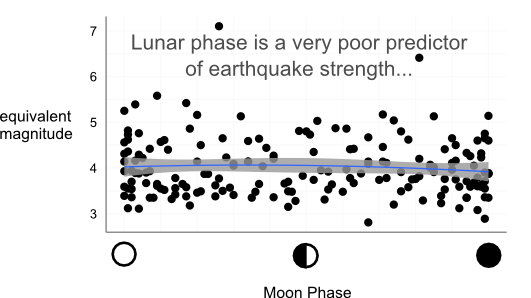 7
Lunar phase is a very poor predictor
of earthquake strength...
6
equivalent
magnitude
5
4
3
Moon Phase